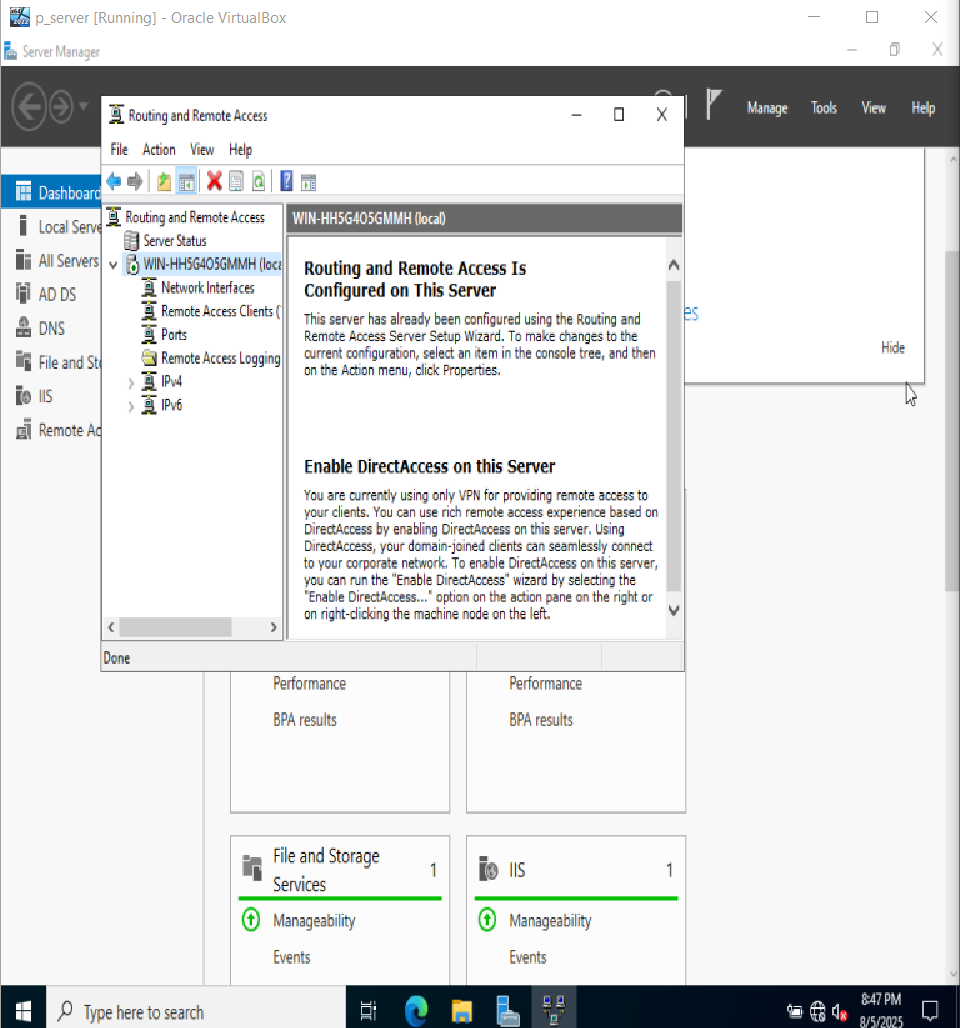 p_server [Running] - Oracle VirtualBox
Server Manager
Manage Tools View Help
Routing and Remote Access
File Action View Help
Dashboard
Local Serve
All Servers
AD DS
DNS
File and Sto
IIS
Remote Ac
Routing and Remote Access
Server Status
WIN-HH5G4O5GMMH (loca
Network Interfaces
Remote Access Clients (
Ports
Remote Access Logging
IPv4
IPv6
WIN-HH5G4O5GMMH (local)
Routing and Remote Access Is
Configured on This Server
This server has already been configured using the Routing and
Remote Access Server Setup Wizard. To make changes to the
current configuration, select an item in the console tree, and then
on the Action menu, click Properties.
Enable DirectAccess on this Server
You are currently using only VPN for providing remote access to
your clients. You can use rich remote access experience based on
DirectAccess by enabling DirectAccess on this server. Using
DirectAccess, your domain-joined clients can seamlessly connect
to your corporate network. To enable DirectAccess on this server,
you can run the "Enable DirectAccess" wizard by selecting the
"Enable DirectAccess..." option on the action pane on the right or
on right-clicking the machine node on the left.
Done
es
Hide
Performance
BPA results
Performance
BPA results
File and Storage
Services
1
Manageability
Events
IIS
1
Manageability
Events
Type here to search
8:47 PM
8/5/2025